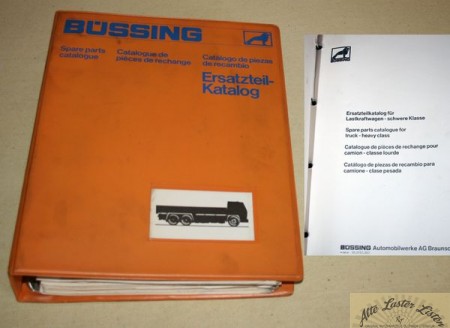 BÜSSING
Spare parts
catalogue
Catalogue de
pièces de rechange
Catálogo de piezas
de recambio
Ersatzteil-
Katalog
Ersatzteilkatalog für
Lastkraftwagen - schwere Klasse
Spare parts catalogue for
truck - heavy class
Catalogue de pièces de rechange pour
camion - classe lourde
Catálogo de piezas de recambio para
camione - clase pesada
BÜSSING Automobilwerke AG Braunsc
Alte Laster Listen